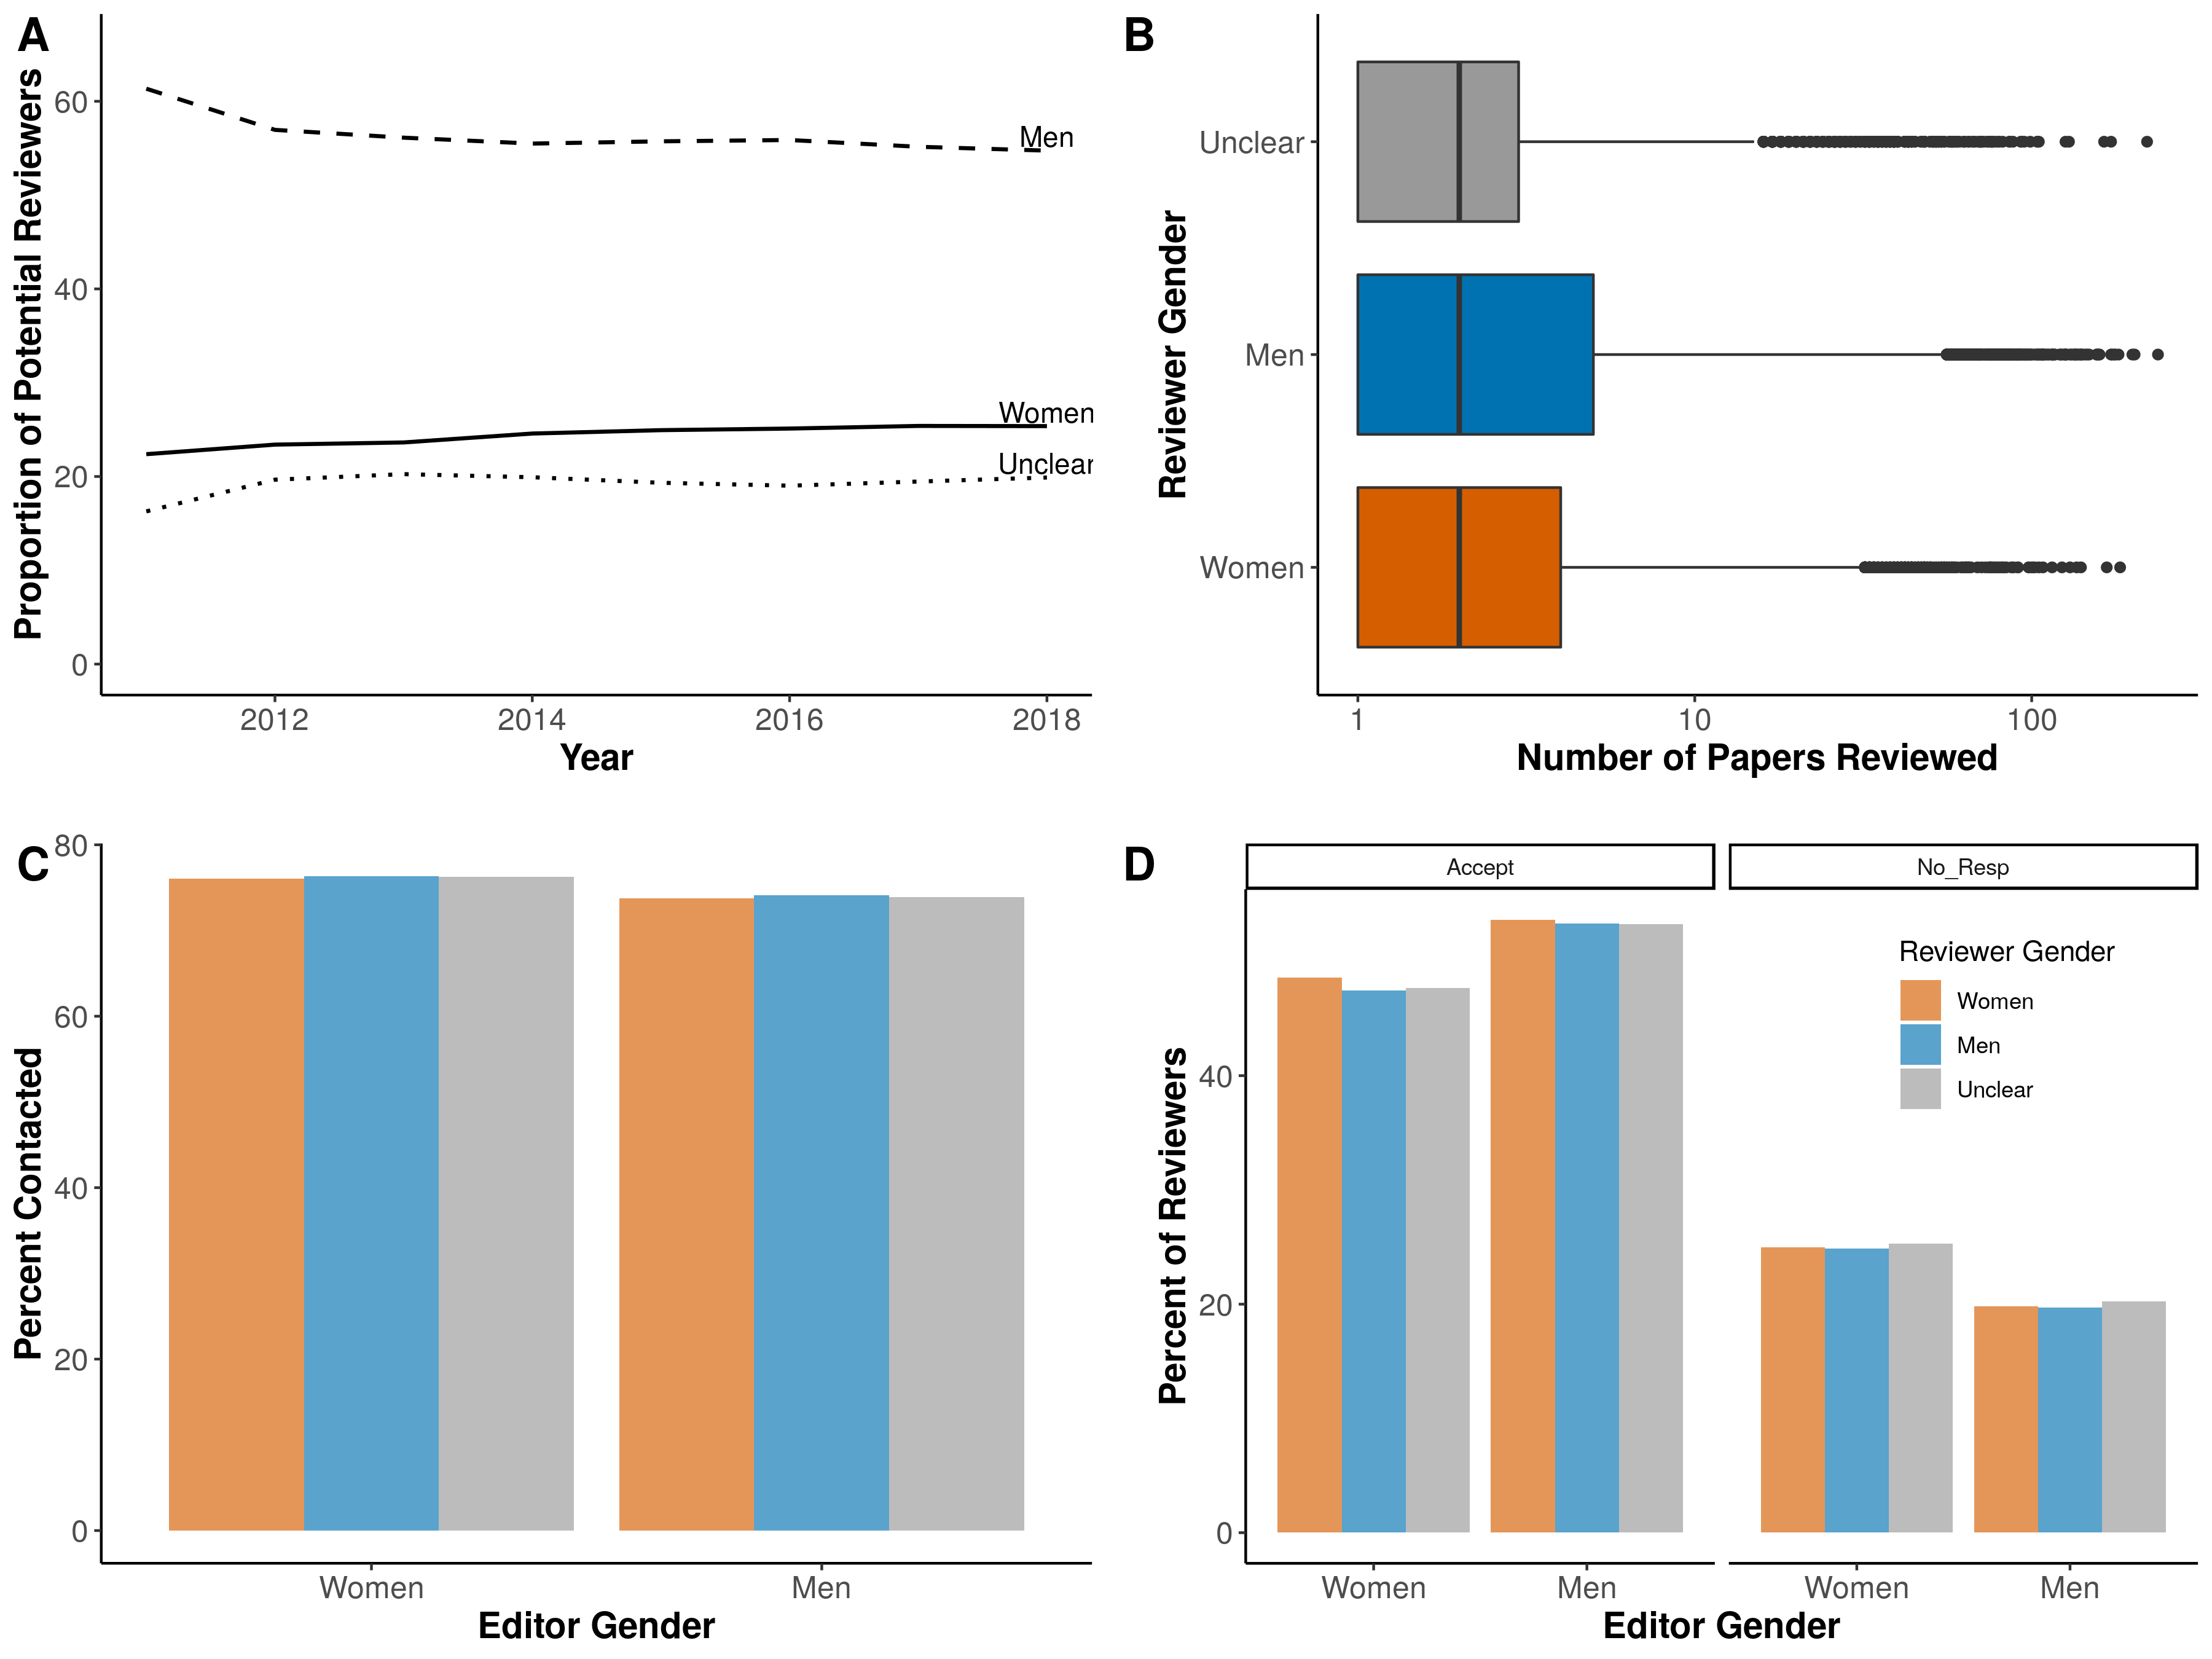 A
Proportion of Potential Reviewers
60
40
20
0
Men
Women
Unclear
2012 2014 2016 2018
Year
B
Reviewer Gender
Unclear
Men
Women
1 10 100
Number of Papers Reviewed
C
Percent Contacted
80
60
40
20
0
Women Men
Editor Gender
D
Accept No_Resp
Percent of Reviewers
40
20
0
Reviewer Gender
Women
Men
Unclear
Women Men Women Men
Editor Gender